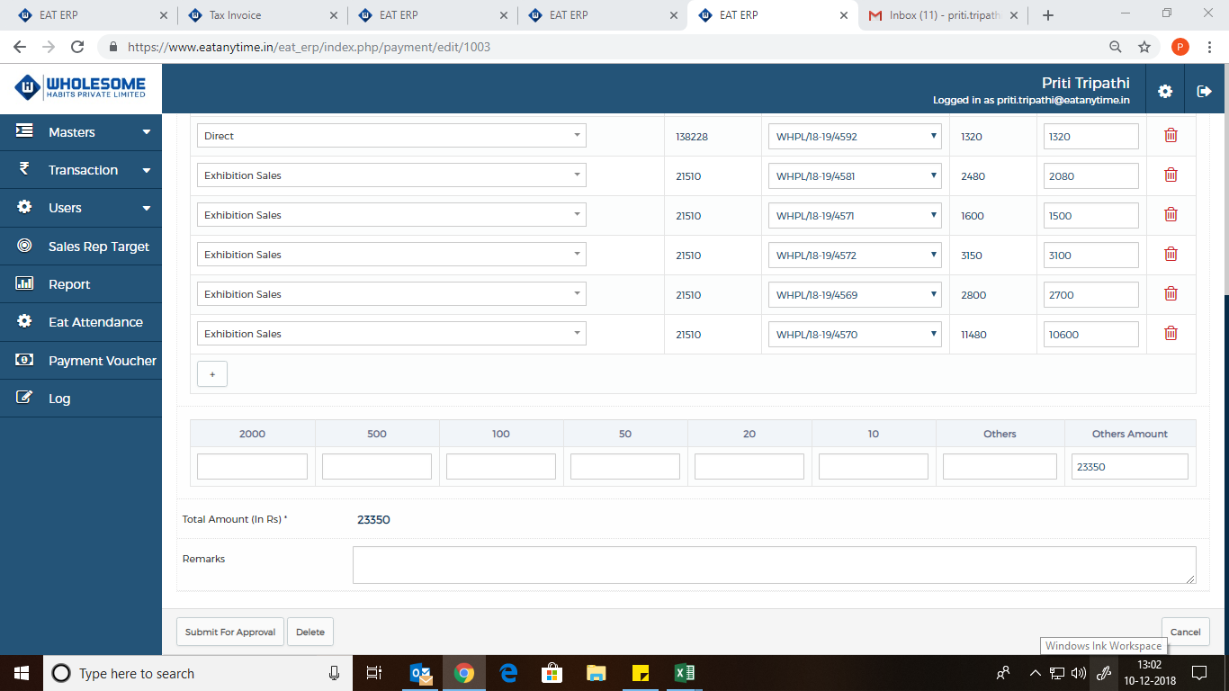 EAT ERP
Tax Invoice
EAT ERP
EAT ERP
EAT ERP
Inbox (11) - priti.tripath
https://www.eatanytime.in/eat_erp/index.php/payment/edit/1003
P
WHOLESOME
HABITS PRIVATE LIMITED
Priti Tripathi
Logged in as priti.tripathi@eatanytime.in
Masters
Transaction
Users
Sales Rep Target
Report
Eat Attendance
Payment Voucher
Log
Direct 138228 WHPL/18-19/4592 1320 1320
Exhibition Sales 21510 WHPL/18-19/4581 2480 2080
Exhibition Sales 21510 WHPL/18-19/4571 1600 1500
Exhibition Sales 21510 WHPL/18-19/4572 3150 3100
Exhibition Sales 21510 WHPL/18-19/4569 2800 2700
Exhibition Sales 21510 WHPL/18-19/4570 11480 10600
+
2000 500 100 50 20 10 Others Others Amount
23350
Total Amount (In Rs) * 23350
Remarks
Submit For Approval Delete Cancel
Windows Ink Workspace
Type here to search
13:02
10-12-2018